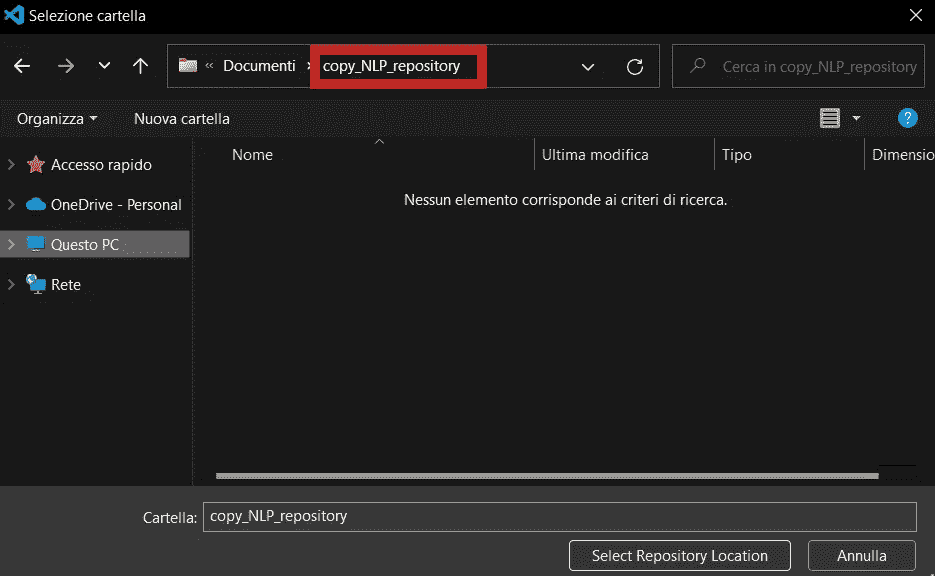 Selezione cartella
« Documenti › copy_NLP_repository
Cerca in copy_NLP_repository
Organizza
Nuova cartella
?
Nome
Ultima modifica
Tipo
Dimensio
Accesso rapido
Nessun elemento corrisponde ai criteri di ricerca.
OneDrive - Personal
Questo PC
Rete
Cartella: copy_NLP_repository
Select Repository Location
Annulla